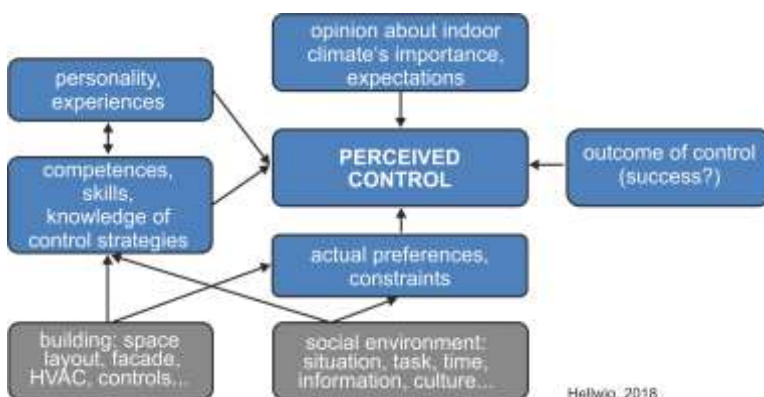 opinion about indoor
climate's importance,
expectations
personality,
experiences
PERCEIVED
CONTROL
outcome of control
(success?)
competences,
skills,
knowledge of
control strategies
actual preferences,
constraints
building: space
layout, facade,
HVAC, controls...
social environment:
situation, task, time,
information, culture...
Hellwig, 2018